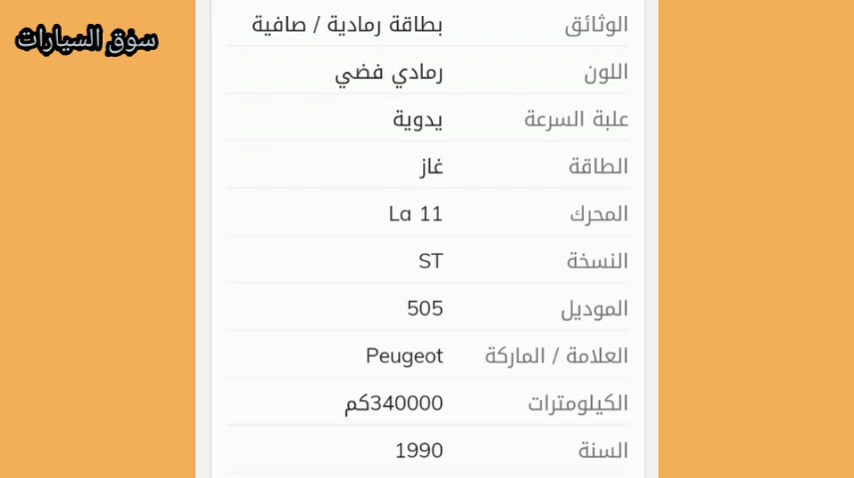 سوق السيارات
الوثائق بطاقة رمادية / صافية
اللون رمادي فضي
علبة السرعة يدوية
الطاقة غاز
المحرك La 11
النسخة ST
الموديل 505
العلامة / الماركة Peugeot
الكيلومترات 340000كم
السنة 1990